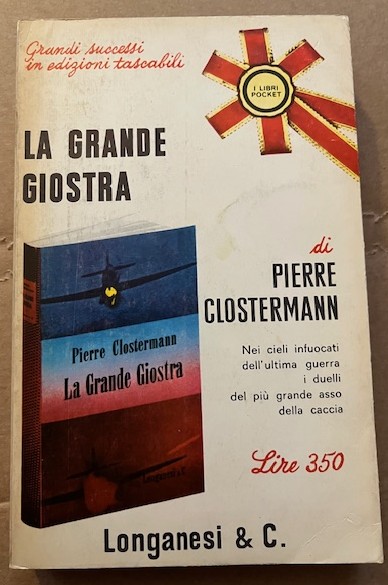 Grandi successi
in edizioni tascabili
I LIBRI
POCKET
LA GRANDE
GIOSTRA
di
PIERRE
CLOSTERMANN
Nei cieli infuocati
dell'ultima guerra
i duelli
del più grande asso
della caccia
Pierre Clostermann
La Grande Giostra
Longanesi & C.
Lire 350
Longanesi & C.